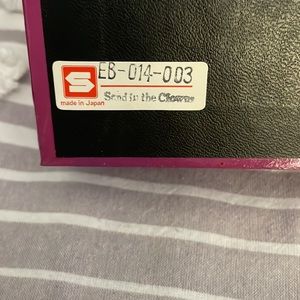 EB-014-003
made in Japan
Send in the Clowns